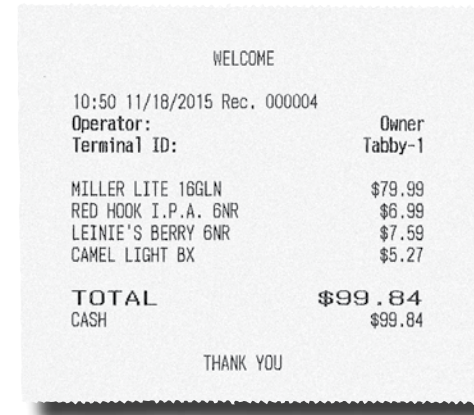 WELCOME
10:50 11/18/2015 Rec. 000004
Operator: Owner
Terminal ID: Tabby-1
MILLER LITE 16GLN $79.99
RED HOOK I.P.A. 6NR $6.99
LEINIE'S BERRY 6NR $7.59
CAMEL LIGHT BX $5.27
TOTAL $99.84
CASH $99.84
THANK YOU